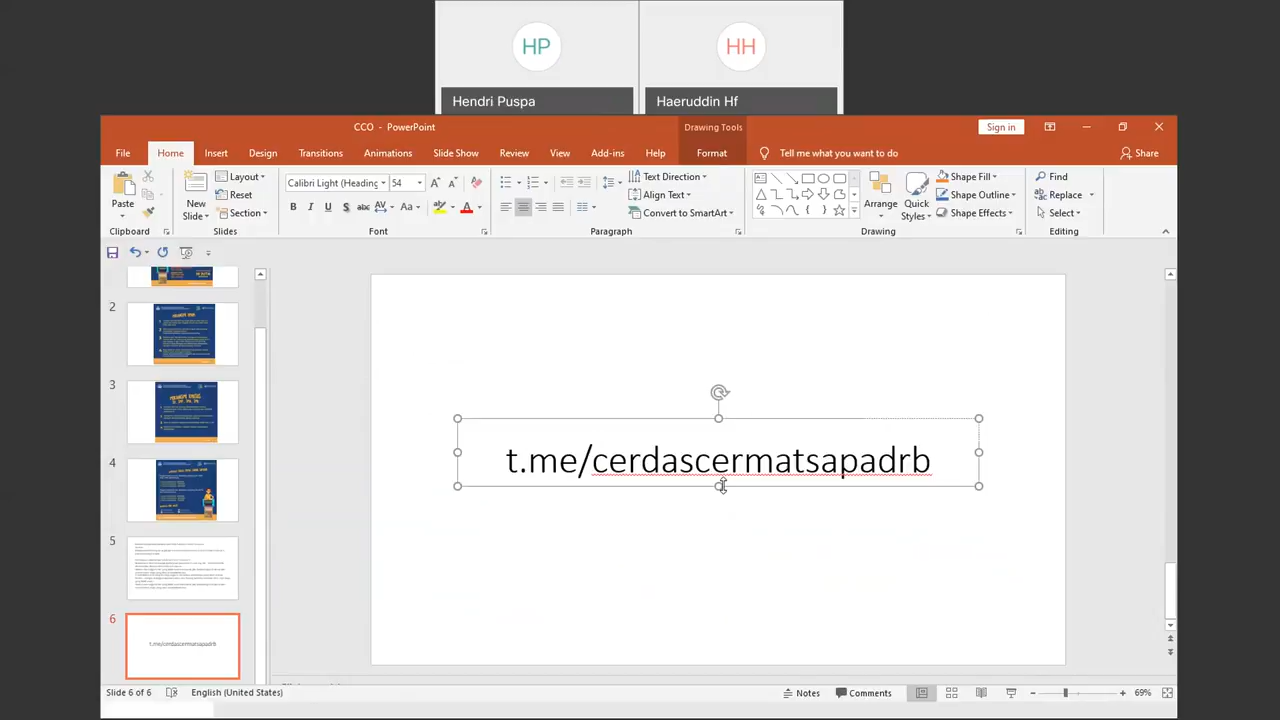 HP
HH
Hendri Puspa
Haeruddin Hf
CCO - PowerPoint
Drawing Tools
Sign in
File
Home
Insert
Design
Transitions
Animations
Slide Show
Review
View
Add-ins
Help
Format
Tell me what you want to do
Share
Paste
Clipboard
New
Slide
Layout
Reset
Section
Slides
Calibri Light (Heading
54
B I U S abc AV Aa A
Font
Text Direction
Align Text
Convert to SmartArt
Paragraph
Arrange
Quick
Styles
Shape Fill
Shape Outline
Shape Effects
Drawing
Find
Replace
Select
Editing
2
3
4
5
6
t.me/cerdascermatsapadrb
t.me/cerdascermatsapadrb
Slide 6 of 6
English (United States)
Notes
Comments
69%